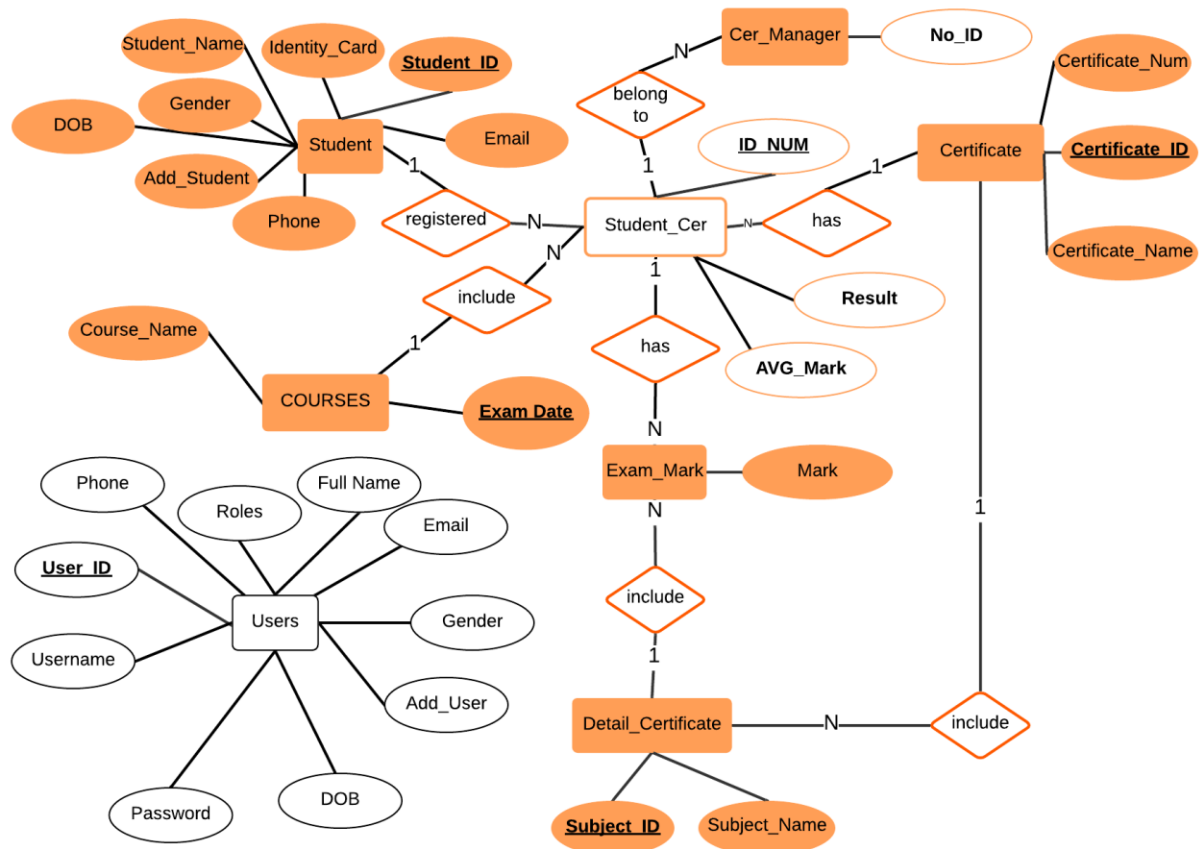 Student_Name
Identity_Card
Student_ID
Cer_Manager
No_ID
Certificate_Num
N
belong
to
DOB
Gender
Student
Email
ID_NUM
Certificate
Certificate_ID
1
1
1
Add_Student
Phone
registered
N
Student_Cer
N
has
Certificate_Name
N
1
include
Result
Course_Name
1
has
AVG_Mark
COURSES
Exam Date
N
Exam_Mark
Mark
Phone
Roles
Full Name
Email
N
1
User_ID
include
Users
Gender
Username
1
Add_User
Detail_Certificate
N
include
Password
DOB
Subject_ID
Subject_Name